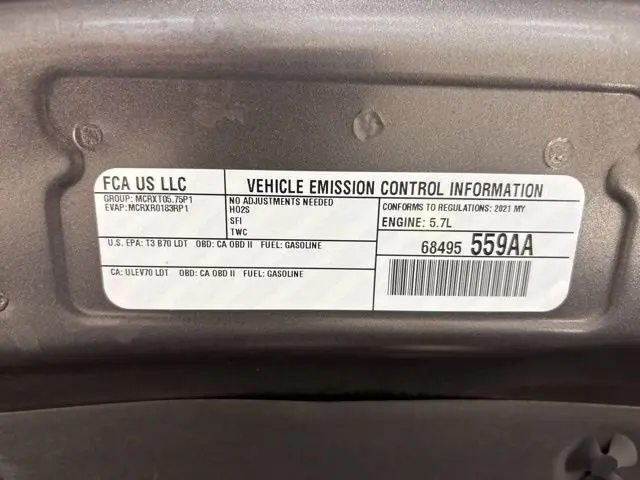 FCA US LLC
VEHICLE EMISSION CONTROL INFORMATION
GROUP: MCRXT05.75P1
EVAP: MCRXR0183RP1
NO ADJUSTMENTS NEEDED
HO2S
SFI
TWC
CONFORMS TO REGULATIONS: 2021 MY
ENGINE: 5.7L
U.S. EPA: T3 B70 LDT OBD: CA OBD II FUEL: GASOLINE
68495 559AA
CA: ULEV70 LDT OBD: CA OBD II FUEL: GASOLINE